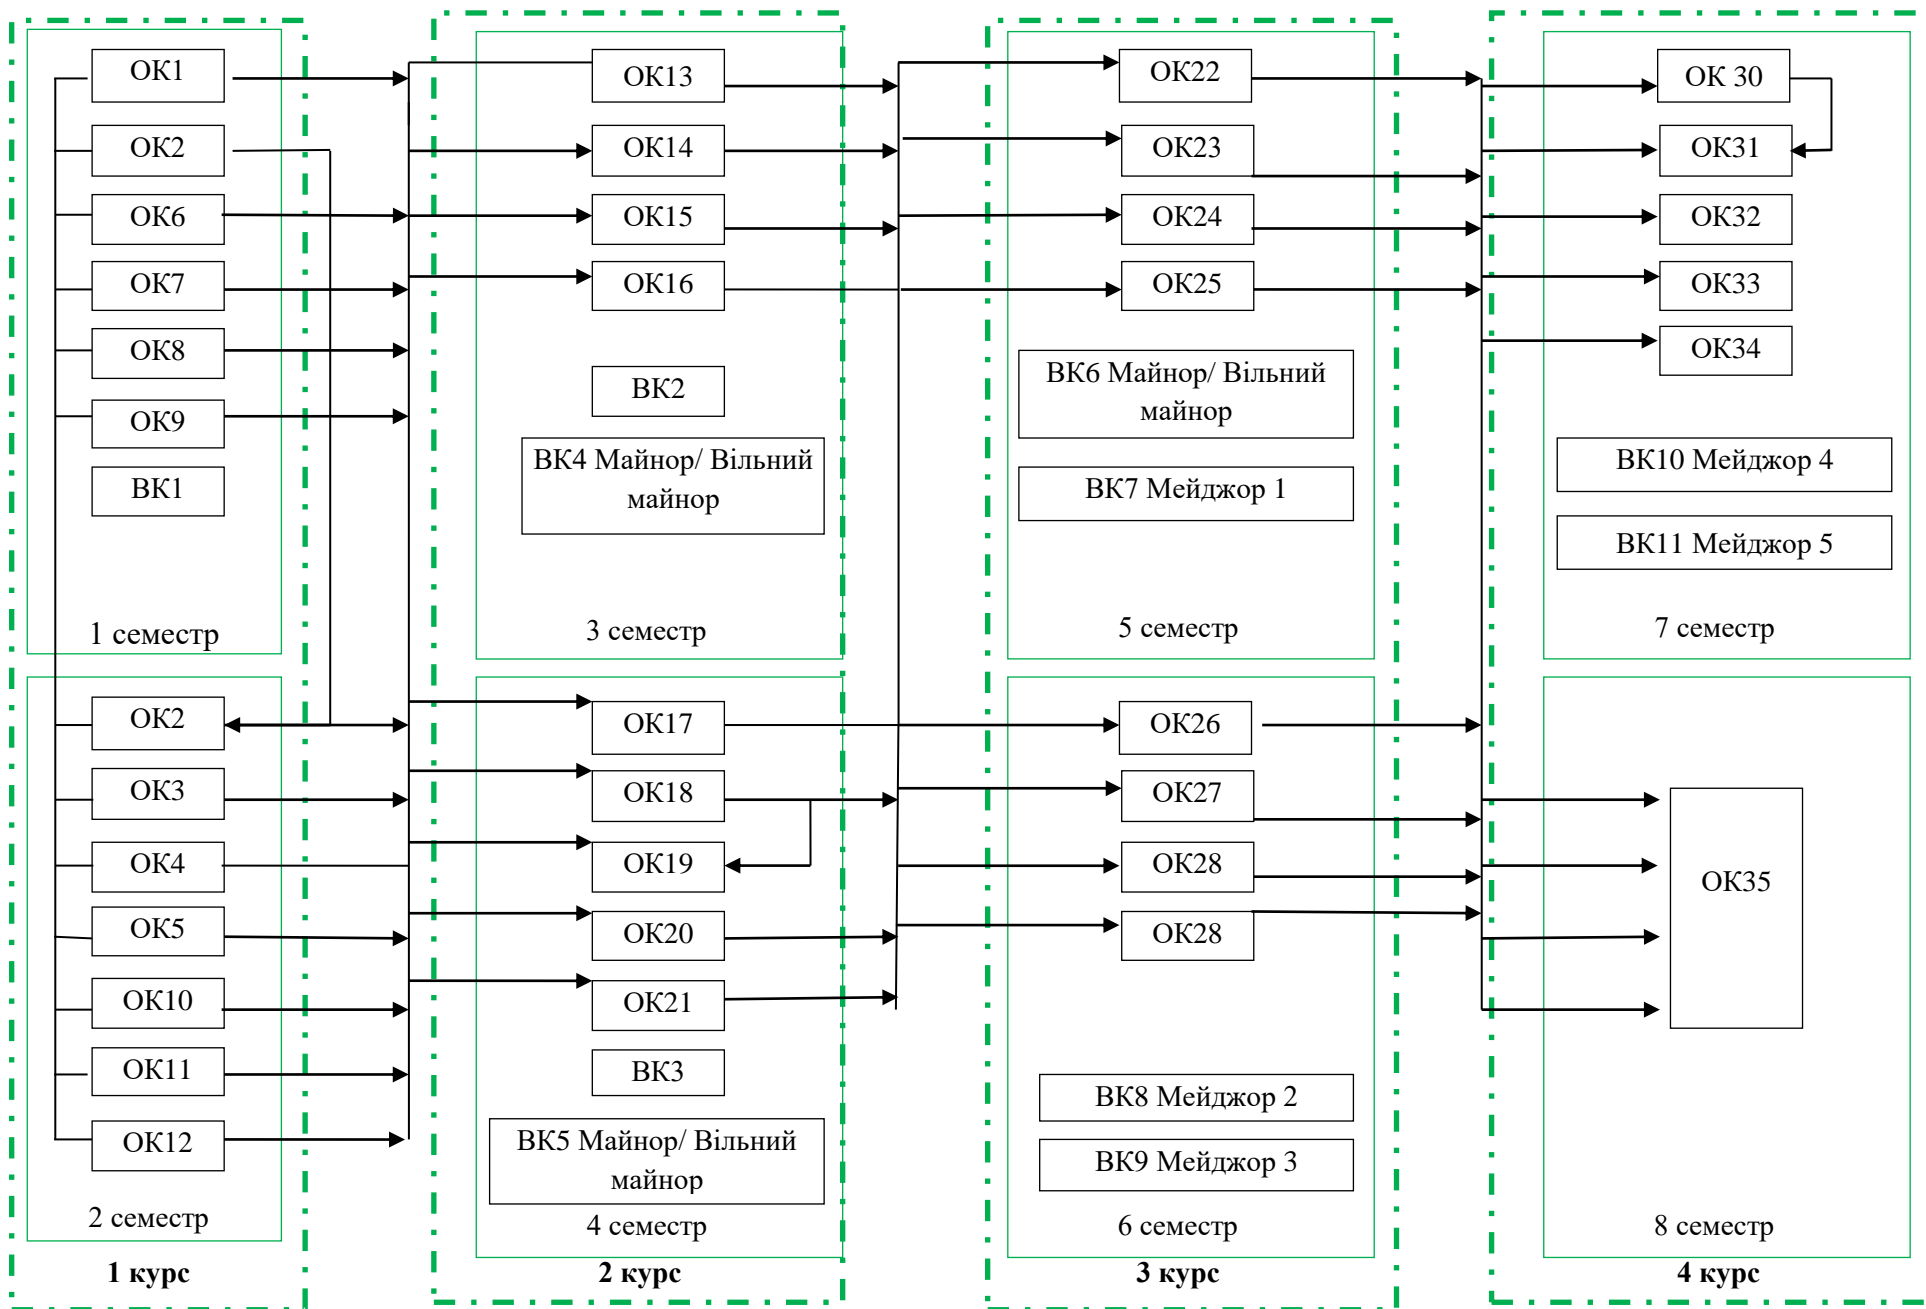 ОК1
ОК2
ОК6
ОК7
ОК8
ОК9
ВК1
1 семестр
ОК2
ОК3
ОК4
ОК5
ОК10
ОК11
ОК12
2 семестр
1 курс
ОК13
ОК14
ОК15
ОК16
ВК2
ВК4 Майнор/ Вільний
майнор
3 семестр
ОК17
ОК18
ОК19
ОК20
ОК21
ВК3
ВК5 Майнор/ Вільний
майнор
4 семестр
2 курс
ОК22
ОК23
ОК24
ОК25
ВК6 Майнор/ Вільний
майнор
ВК7 Мейджор 1
5 семестр
ОК26
ОК27
ОК28
ОК28
ВК8 Мейджор 2
ВК9 Мейджор 3
6 семестр
3 курс
ОК 30
ОК31
ОК32
ОК33
ОК34
ВК10 Мейджор 4
ВК11 Мейджор 5
7 семестр
ОК35
8 семестр
4 курс